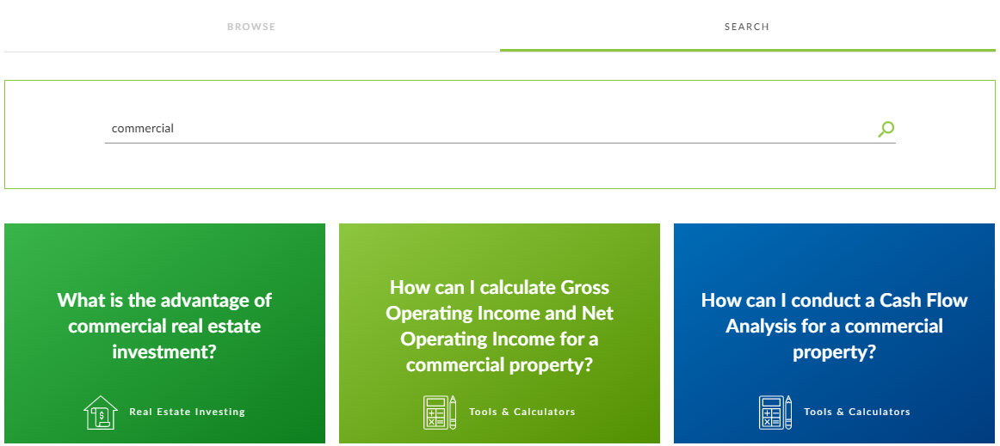 BROWSE
SEARCH
commercial
What is the advantage of
commercial real estate
investment?
Real Estate Investing
How can I calculate Gross
Operating Income and Net
Operating Income for a
commercial property?
Tools & Calculators
How can I conduct a Cash Flow
Analysis for a commercial
property?
Tools & Calculators